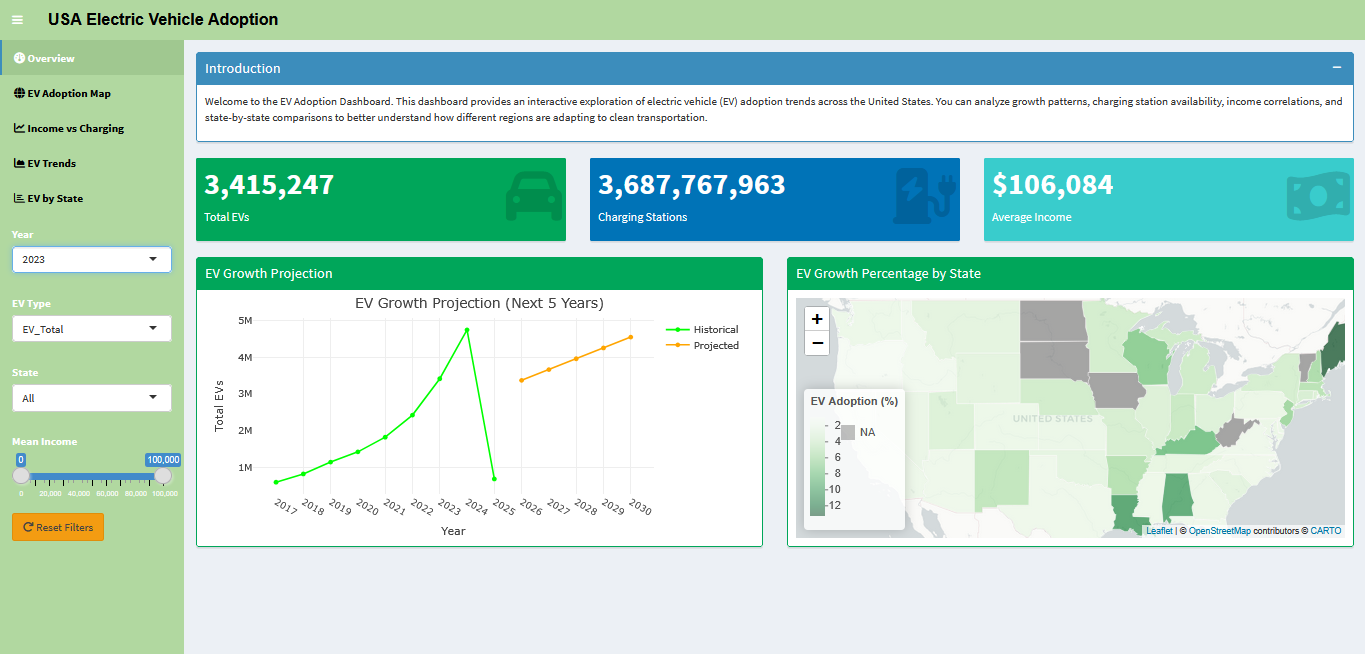 USA Electric Vehicle Adoption
Overview
EV Adoption Map
Income vs Charging
EV Trends
EV by State
Year
2023
EV Type
EV_Total
State
All
Mean Income
0
100,000
0 20,000 40,000 60,000 80,000 100,000
Reset Filters
Introduction
Welcome to the EV Adoption Dashboard. This dashboard provides an interactive exploration of electric vehicle (EV) adoption trends across the United States. You can analyze growth patterns, charging station availability, income correlations, and
state-by-state comparisons to better understand how different regions are adapting to clean transportation.
3,415,247
Total EVs
3,687,767,963
Charging Stations
$106,084
Average Income
EV Growth Projection
EV Growth Projection (Next 5 Years)
5M
4M
3M
2M
1M
Total EVs
2017 2018 2019 2020 2021 2022 2023 2024 2025 2026 2027 2028 2029 2030
Year
Historical
Projected
EV Growth Percentage by State
+
−
UNITED STATES
EV Adoption (%)
2
4
6
8
10
12
NA
Leaflet | © OpenStreetMap contributors © CARTO